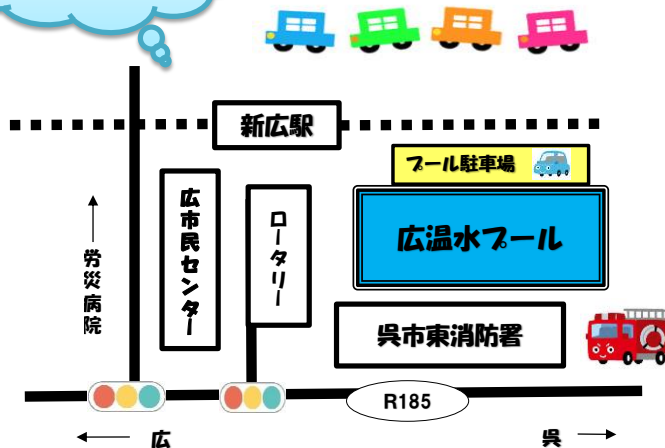 新広駅
プール駐車場
広温水プール
広市民センター
ロータリー
労災病院
呉市東消防署
R185
広
呉